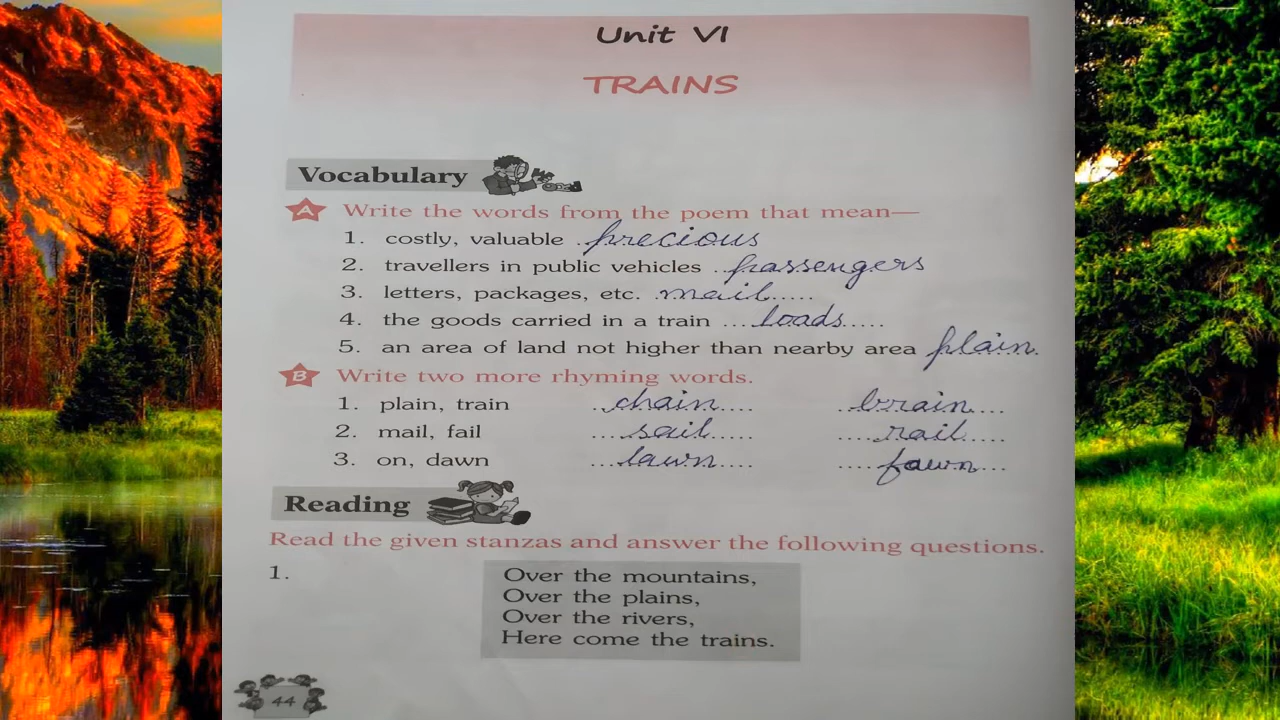 Unit VI
TRAINS
Vocabulary
A Write the words from the poem that mean—
1. costly, valuable .precious
2. travellers in public vehicles ..passengers
3. letters, packages, etc. .mail.....
4. the goods carried in a train ...loads.....
5. an area of land not higher than nearby area plain.
B Write two more rhyming words.
1. plain, train ..chain.... ..brain....
2. mail, fail ....sail..... ....rail.....
3. on, dawn ....lawn.... ....fawn...
Reading
Read the given stanzas and answer the following questions.
1. Over the mountains,
Over the plains,
Over the rivers,
Here come the trains.
44